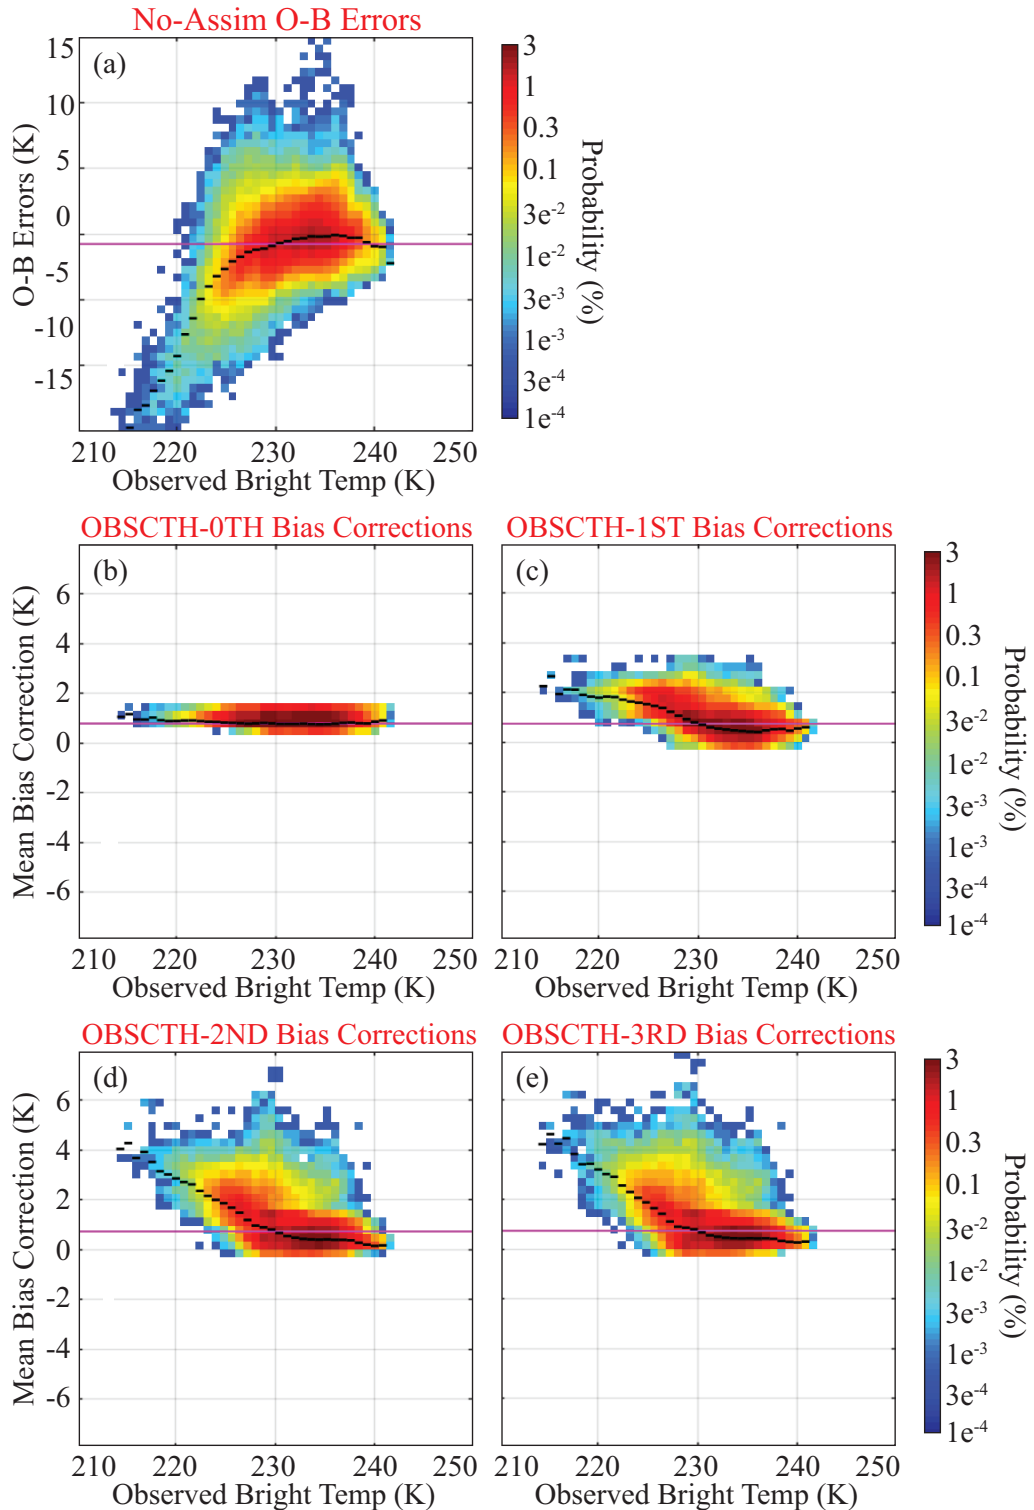 No-Assim O-B Errors
(a)
O-B Errors (K)
15
10
5
0
-5
-10
-15
210 220 230 240 250
Observed Bright Temp (K)
3
1
0.3
0.1
3e-2
1e-2
3e-3
1e-3
3e-4
1e-4
Probability (%)
OBSCTH-0TH Bias Corrections
(b)
Mean Bias Correction (K)
6
4
2
0
-2
-4
-6
210 220 230 240 250
Observed Bright Temp (K)
OBSCTH-1ST Bias Corrections
(c)
210 220 230 240 250
Observed Bright Temp (K)
3
1
0.3
0.1
3e-2
1e-2
3e-3
1e-3
3e-4
1e-4
Probability (%)
OBSCTH-2ND Bias Corrections
(d)
Mean Bias Correction (K)
6
4
2
0
-2
-4
-6
210 220 230 240 250
Observed Bright Temp (K)
OBSCTH-3RD Bias Corrections
(e)
210 220 230 240 250
Observed Bright Temp (K)
3
1
0.3
0.1
3e-2
1e-2
3e-3
1e-3
3e-4
1e-4
Probability (%)